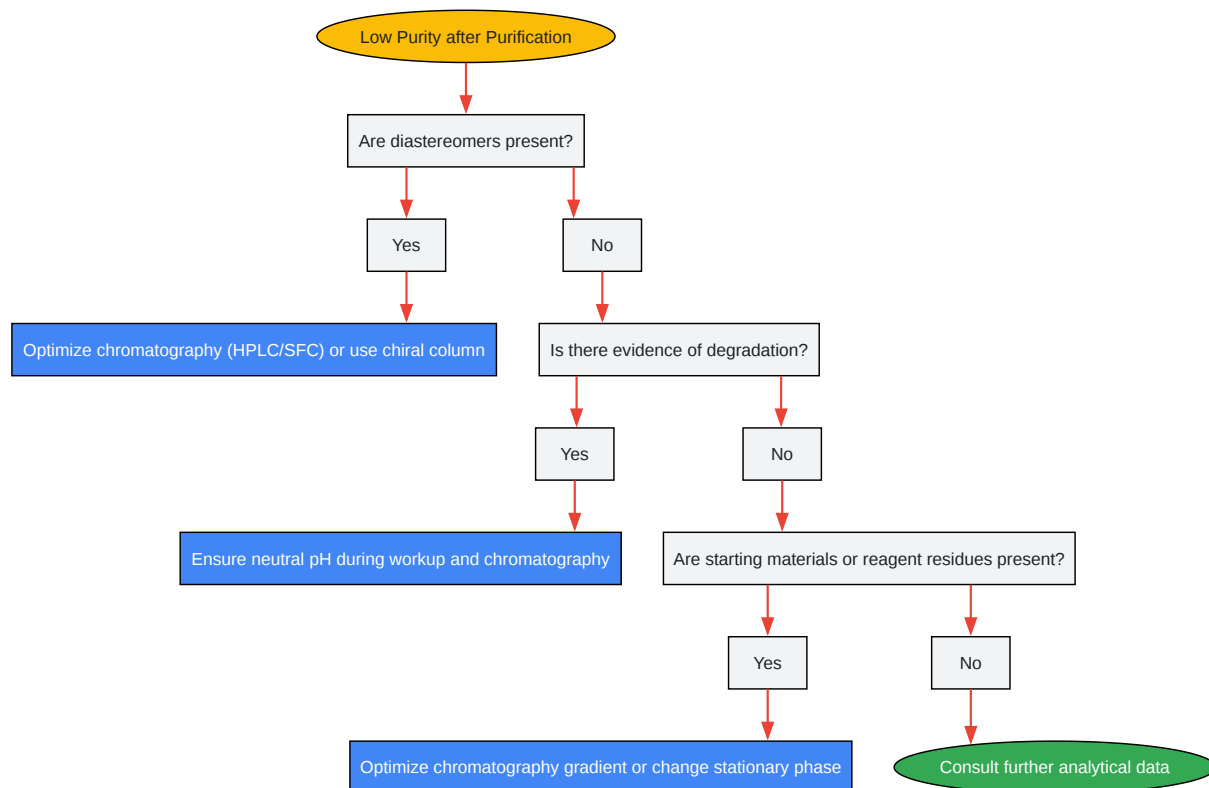 Low Purity after Purification
Are diastereomers present?
Yes
No
Optimize chromatography (HPLC/SFC) or use chiral column
Is there evidence of degradation?
Yes
No
Ensure neutral pH during workup and chromatography
Are starting materials or reagent residues present?
Yes
No
Optimize chromatography gradient or change stationary phase
Consult further analytical data